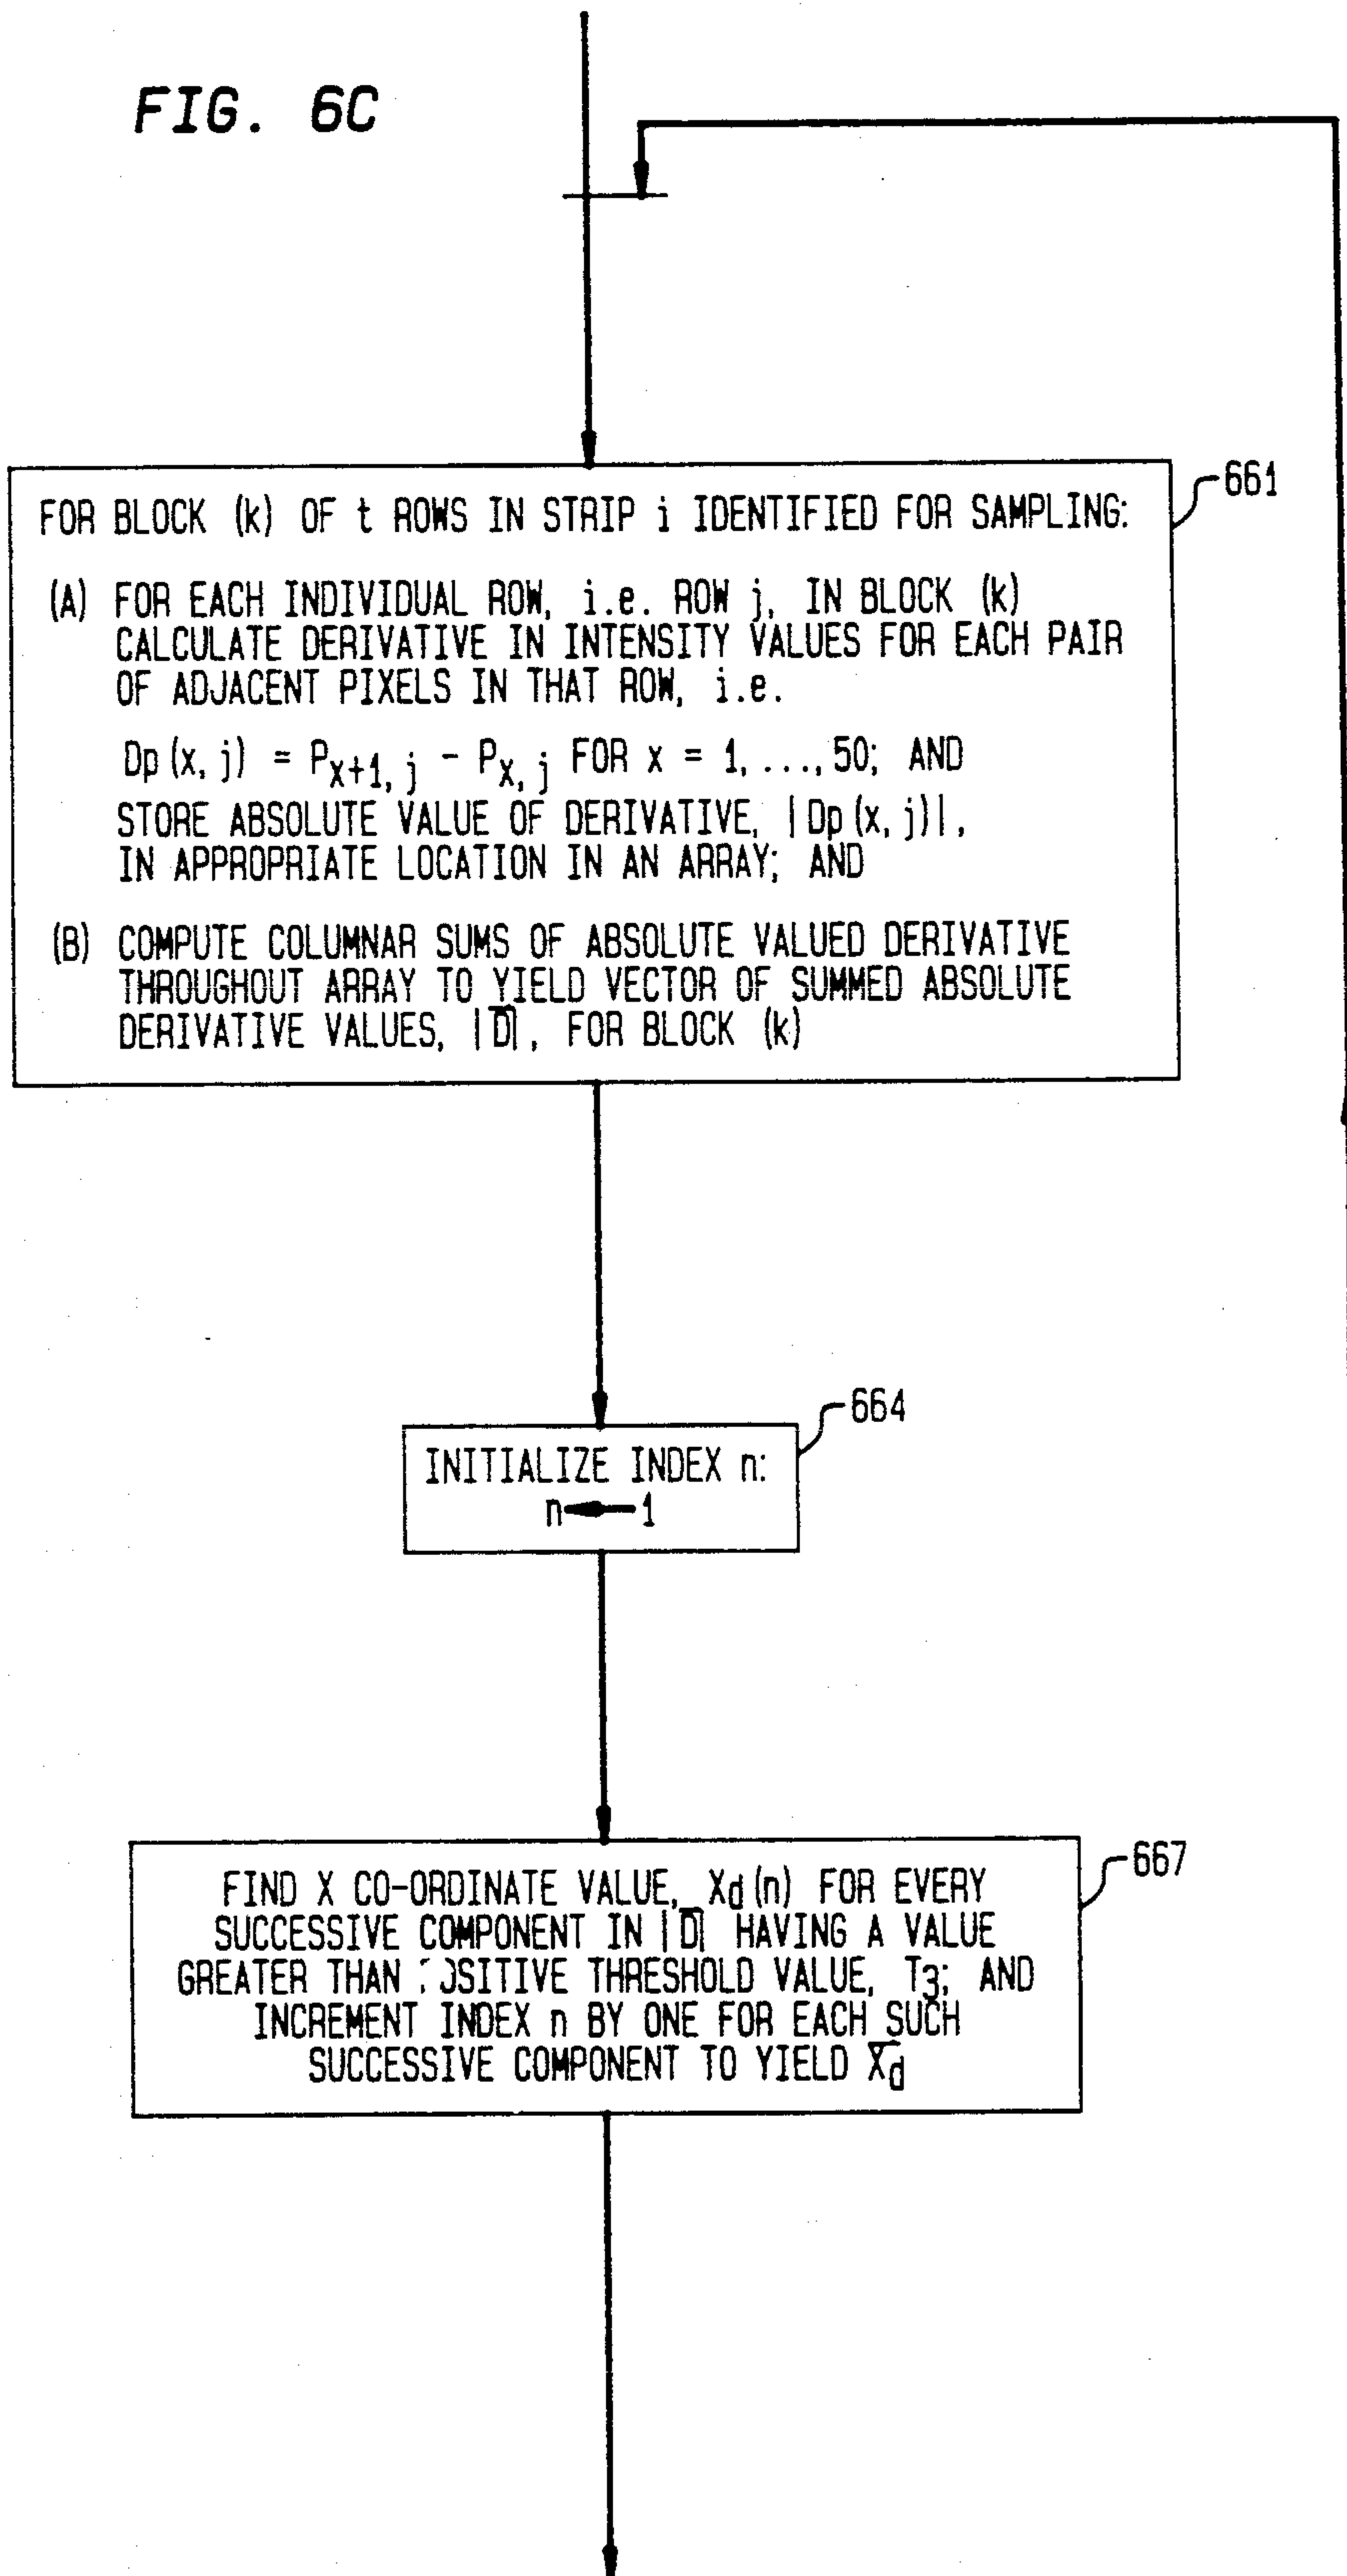 FIG. 6C
661
FOR BLOCK (k) OF t ROWS IN STRIP i IDENTIFIED FOR SAMPLING:
(A) FOR EACH INDIVIDUAL ROW, i.e. ROW j, IN BLOCK (k)
CALCULATE DERIVATIVE IN INTENSITY VALUES FOR EACH PAIR
OF ADJACENT PIXELS IN THAT ROW, i.e.
Dp(x, j) = P_{x+1, j} - P_{x, j} FOR x = 1, ..., 50; AND
STORE ABSOLUTE VALUE OF DERIVATIVE, |Dp(x, j)|,
IN APPROPRIATE LOCATION IN AN ARRAY; AND
(B) COMPUTE COLUMNAR SUMS OF ABSOLUTE VALUED DERIVATIVE
THROUGHOUT ARRAY TO YIELD VECTOR OF SUMMED ABSOLUTE
DERIVATIVE VALUES, |D̅|, FOR BLOCK (k)
664
INITIALIZE INDEX n:
n ← 1
667
FIND X CO-ORDINATE VALUE, X_d(n) FOR EVERY
SUCCESSIVE COMPONENT IN |D̅| HAVING A VALUE
GREATER THAN POSITIVE THRESHOLD VALUE, T_3; AND
INCREMENT INDEX n BY ONE FOR EACH SUCH
SUCCESSIVE COMPONENT TO YIELD X̅_d